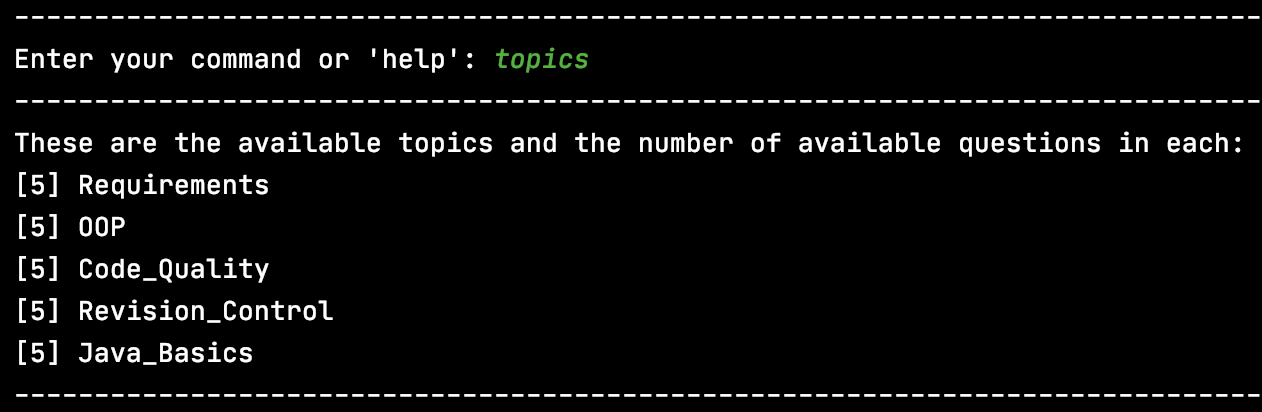 --------------------------------------------------------------------------------
Enter your command or 'help': topics
--------------------------------------------------------------------------------
These are the available topics and the number of available questions in each:
[5] Requirements
[5] OOP
[5] Code_Quality
[5] Revision_Control
[5] Java_Basics
--------------------------------------------------------------------------------